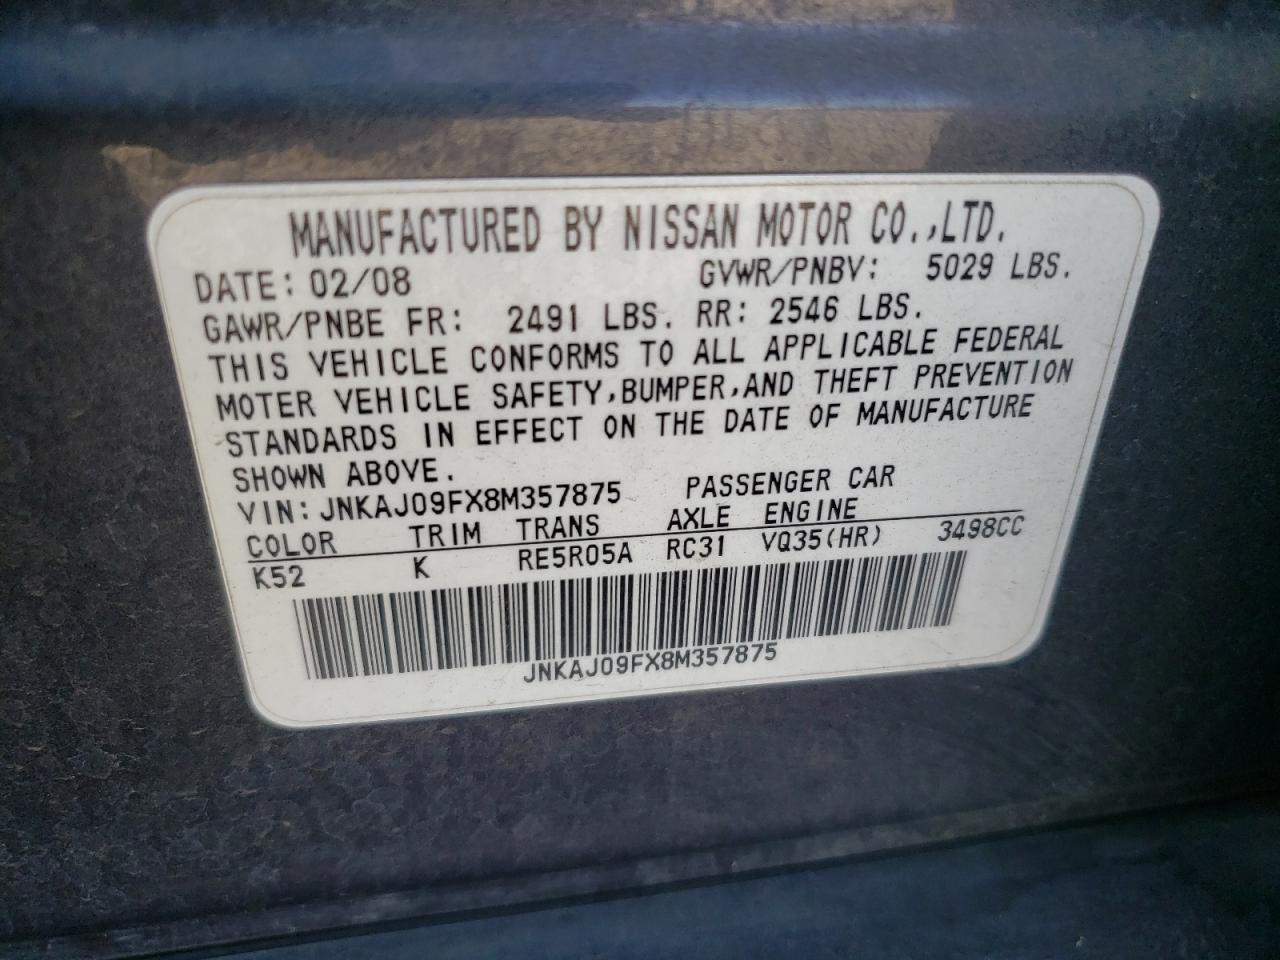 MANUFACTURED BY NISSAN MOTOR CO.,LTD.
DATE: 02/08 GVWR/PNBV: 5029 LBS.
GAWR/PNBE FR: 2491 LBS. RR: 2546 LBS.
THIS VEHICLE CONFORMS TO ALL APPLICABLE FEDERAL
MOTER VEHICLE SAFETY,BUMPER,AND THEFT PREVENTION
STANDARDS IN EFFECT ON THE DATE OF MANUFACTURE
SHOWN ABOVE.
VIN: JNKAJ09FX8M357875 PASSENGER CAR
COLOR TRIM TRANS AXLE ENGINE
K52 K RE5R05A RC31 VQ35(HR) 3498CC
JNKAJ09FX8M357875